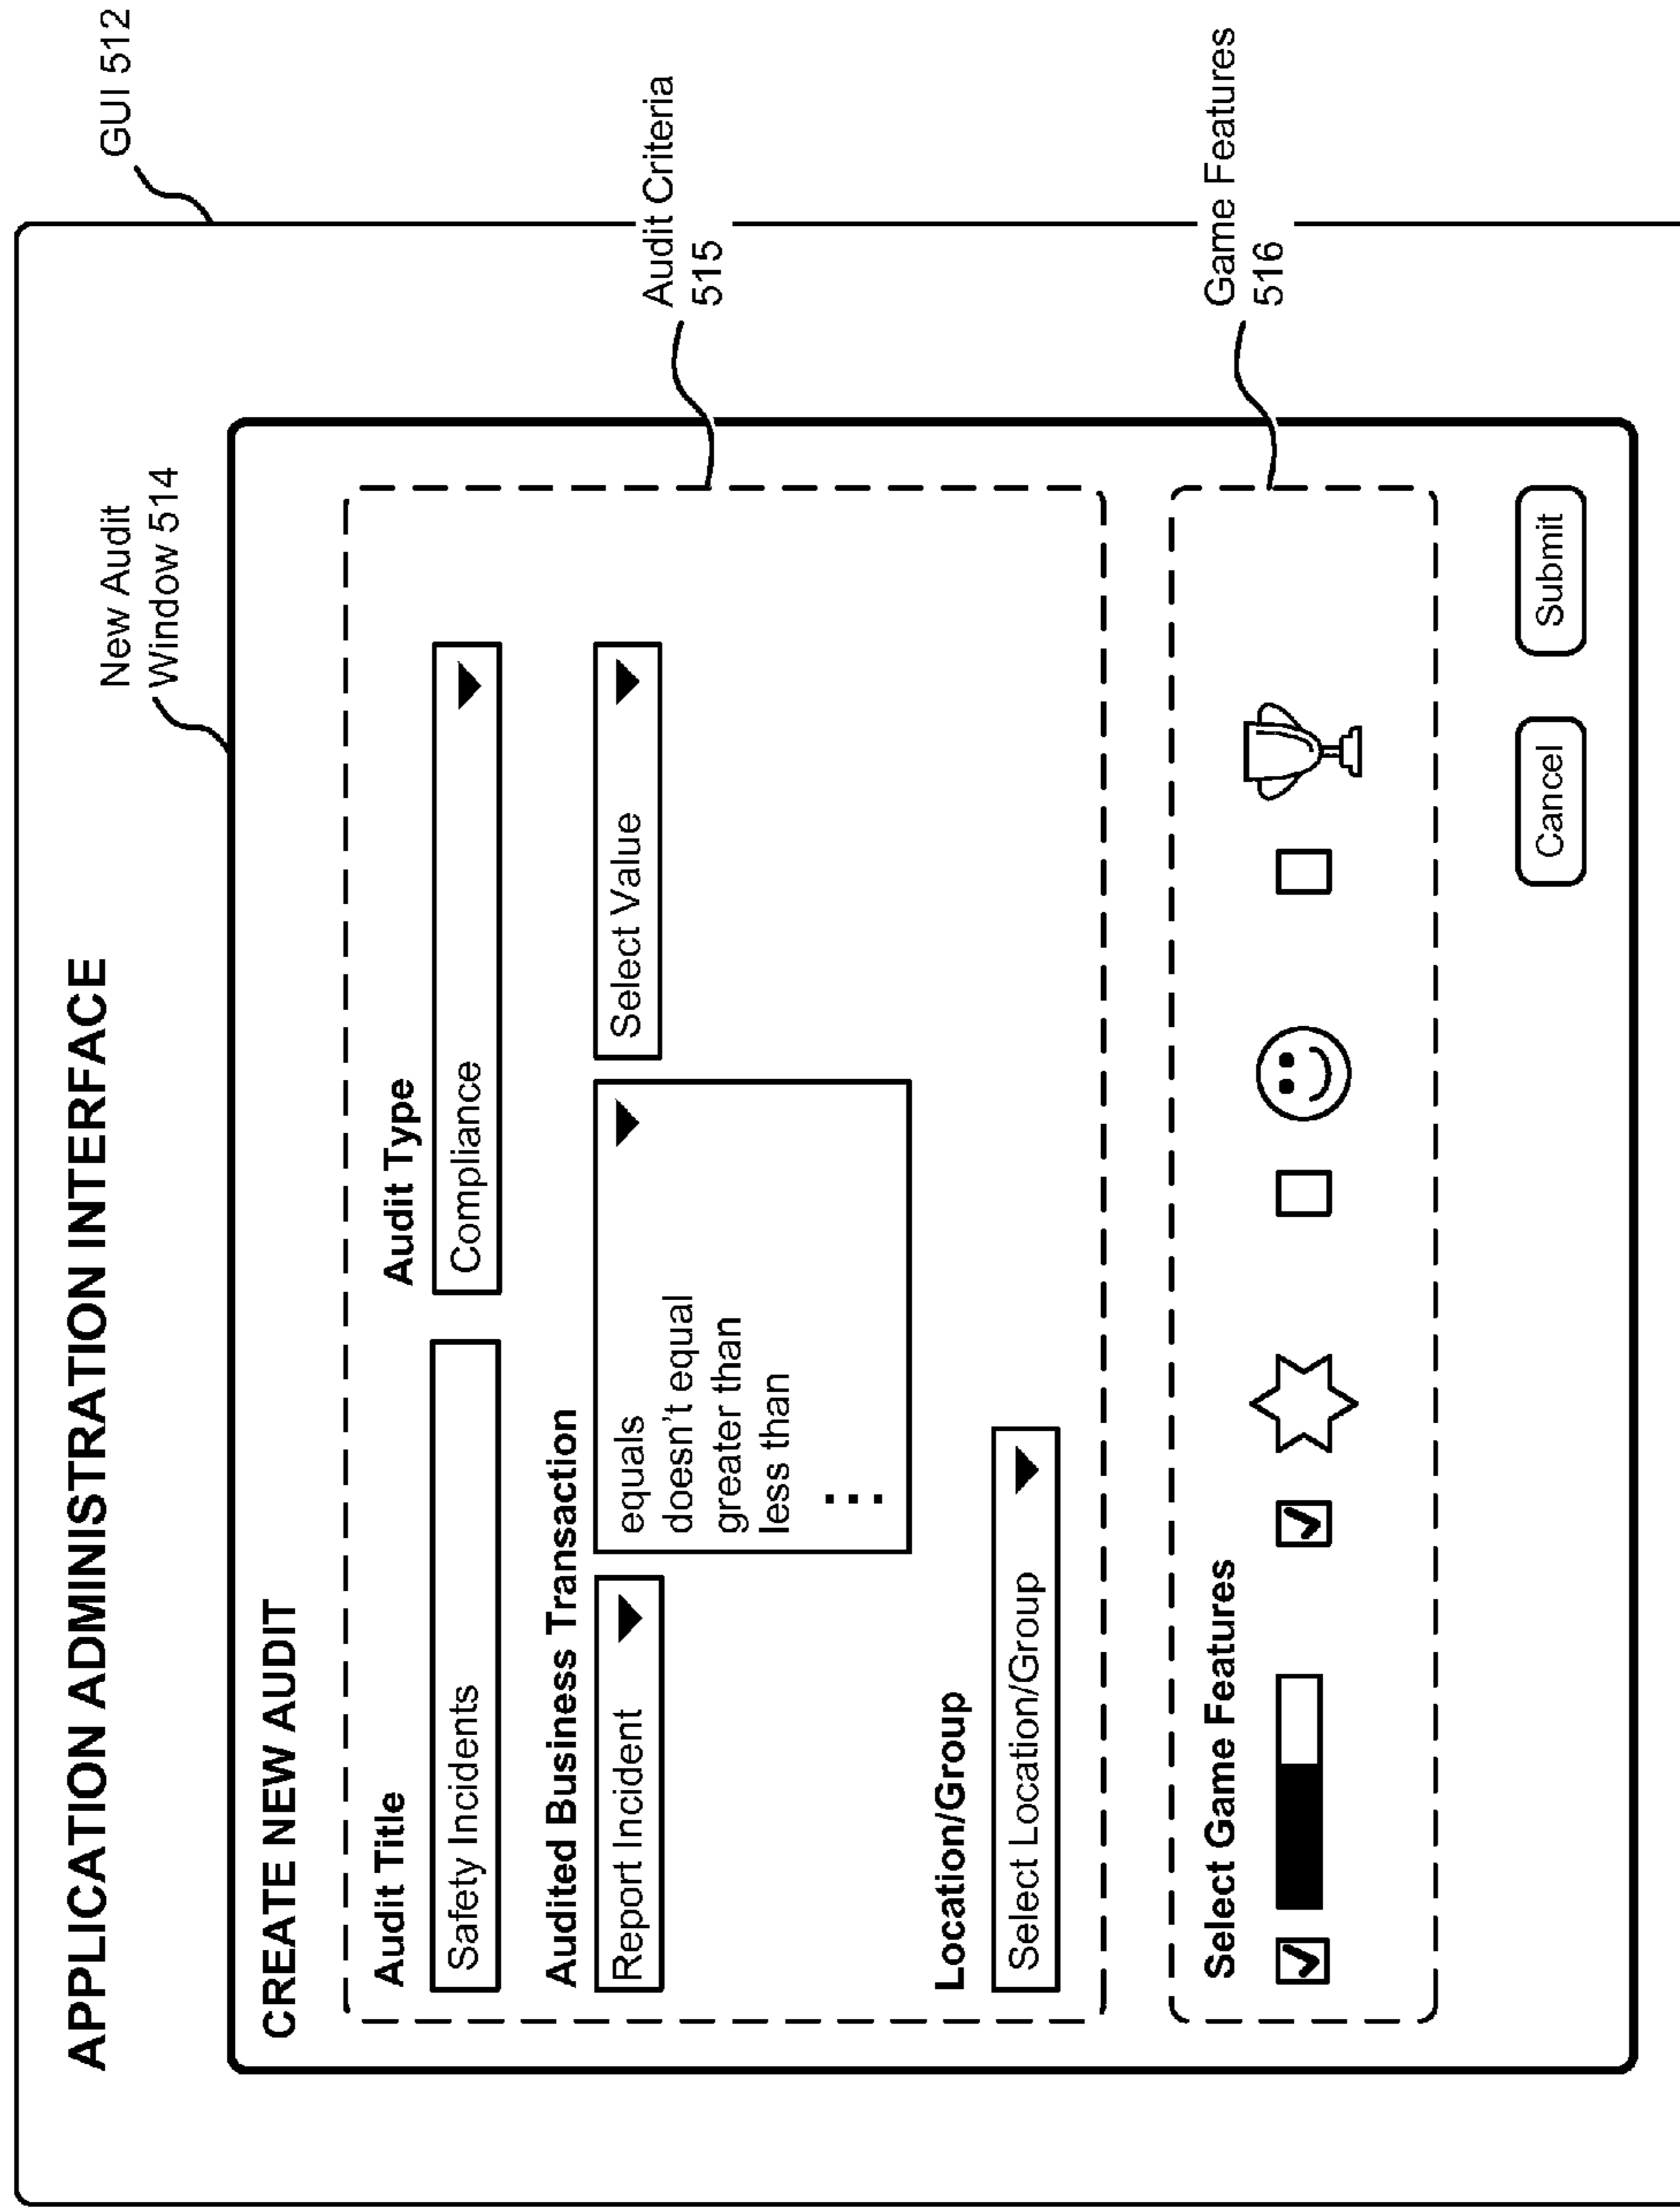 APPLICATION ADMINISTRATION INTERFACE
GUI 512
New Audit
Window 514
CREATE NEW AUDIT
Audit Title
Audit Type
Safety Incidents
Compliance
Audited Business Transaction
Report Incident
equals
doesn't equal
greater than
less than
Select Value
Audit Criteria
515
Location/Group
Select Location/Group
Select Game Features
Game Features
516
Cancel
Submit